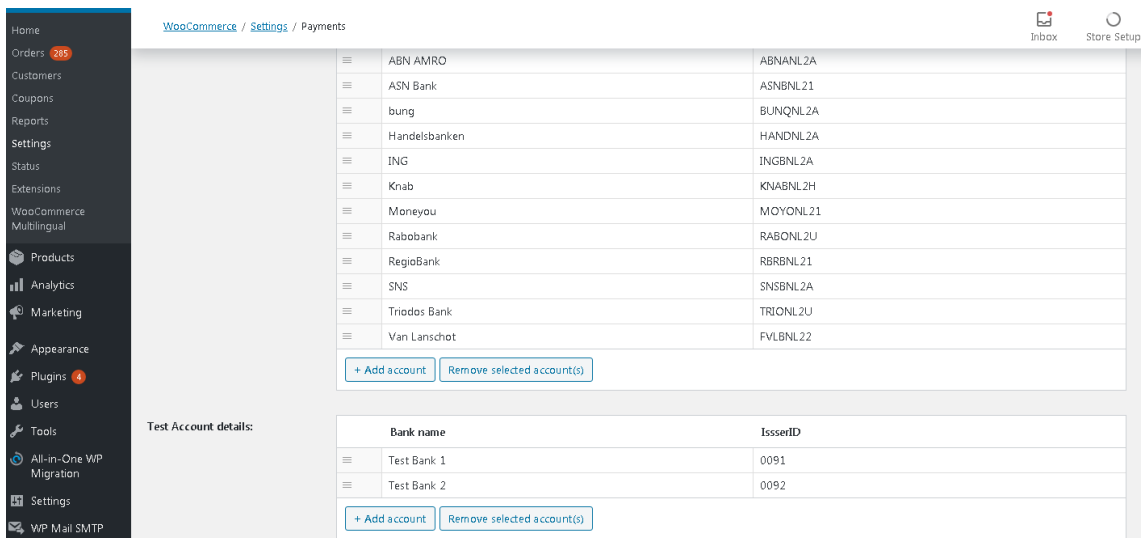 WooCommerce / Settings / Payments
Inbox
Store Setup
Home
Orders 285
Customers
Coupons
Reports
Settings
Status
Extensions
WooCommerce
Multilingual
Products
Analytics
Marketing
Appearance
Plugins 4
Users
Tools
All-in-One WP
Migration
Settings
WP Mail SMTP
ABN AMRO ABNANL2A
ASN Bank ASNBNL21
bunq BUNQNL2A
Handelsbanken HANDNL2A
ING INGBNL2A
Knab KNABNL2H
Moneyou MOYONL21
Rabobank RABONL2U
RegioBank RBRBNL21
SNS SNSBNL2A
Triodos Bank TRIONL2U
Van Lanschot FVLBNL22
+ Add account Remove selected account(s)
Test Account details:
Bank name IssserID
Test Bank 1 0091
Test Bank 2 0092
+ Add account Remove selected account(s)